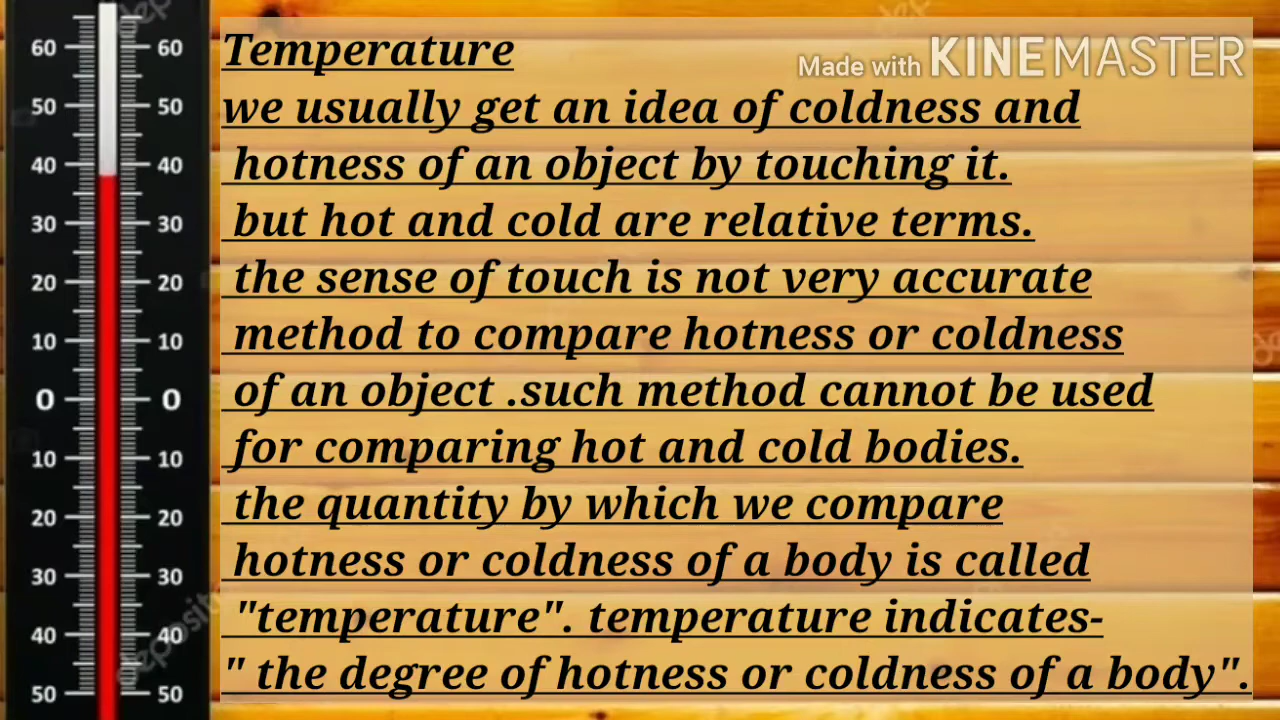 Temperature
Made with KINEMASTER
we usually get an idea of coldness and
hotness of an object by touching it.
but hot and cold are relative terms.
the sense of touch is not very accurate
method to compare hotness or coldness
of an object .such method cannot be used
for comparing hot and cold bodies.
the quantity by which we compare
hotness or coldness of a body is called
"temperature". temperature indicates-
" the degree of hotness or coldness of a body".
60 60
50 50
40 40
30 30
20 20
10 10
0 0
10 10
20 20
30 30
40 40
50 50